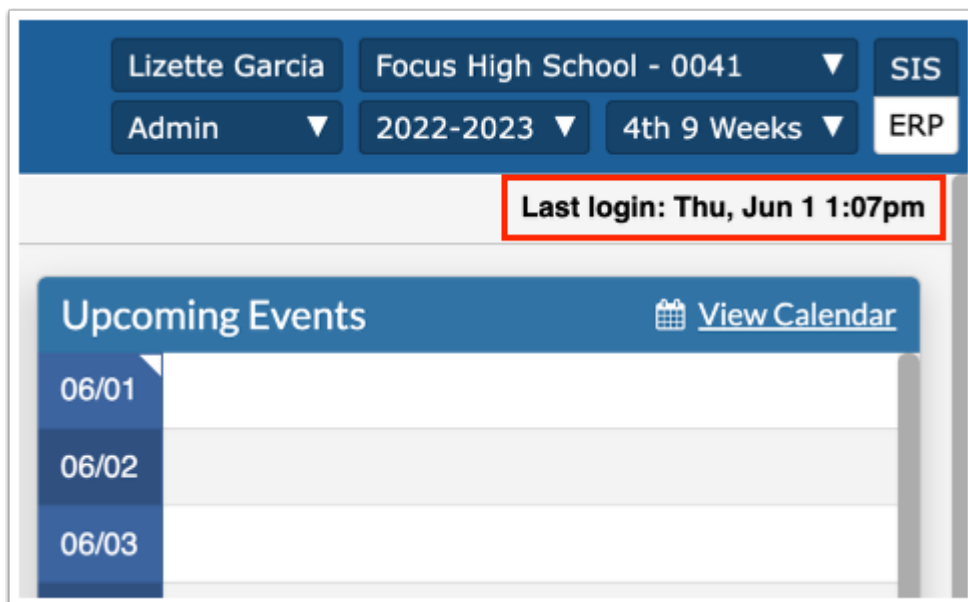 Lizette Garcia Focus High School - 0041 ▼ SIS
Admin ▼ 2022-2023 ▼ 4th 9 Weeks ▼ ERP
Last login: Thu, Jun 1 1:07pm
Upcoming Events View Calendar
06/01
06/02
06/03